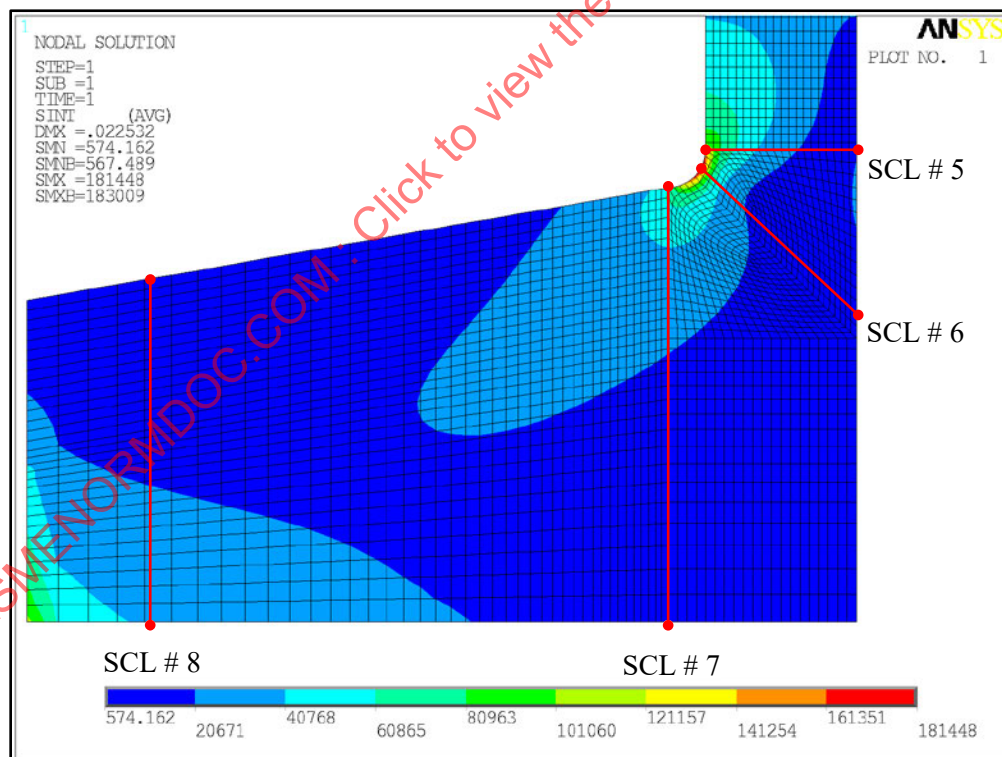 1
NODAL SOLUTION
STEP=1
SUB =1
TIME=1
SINT (AVG)
DMX =.022532
SMN =574.162
SMNB=567.489
SMX =181448
SMXB=183009
ANSYS
PLOT NO. 1
SCL # 5
SCL # 6
SCL # 8
SCL # 7
574.162 20671 40768 60865 80963 101060 121157 141254 161351 181448
SMENORMDOC.COM : Click to view the